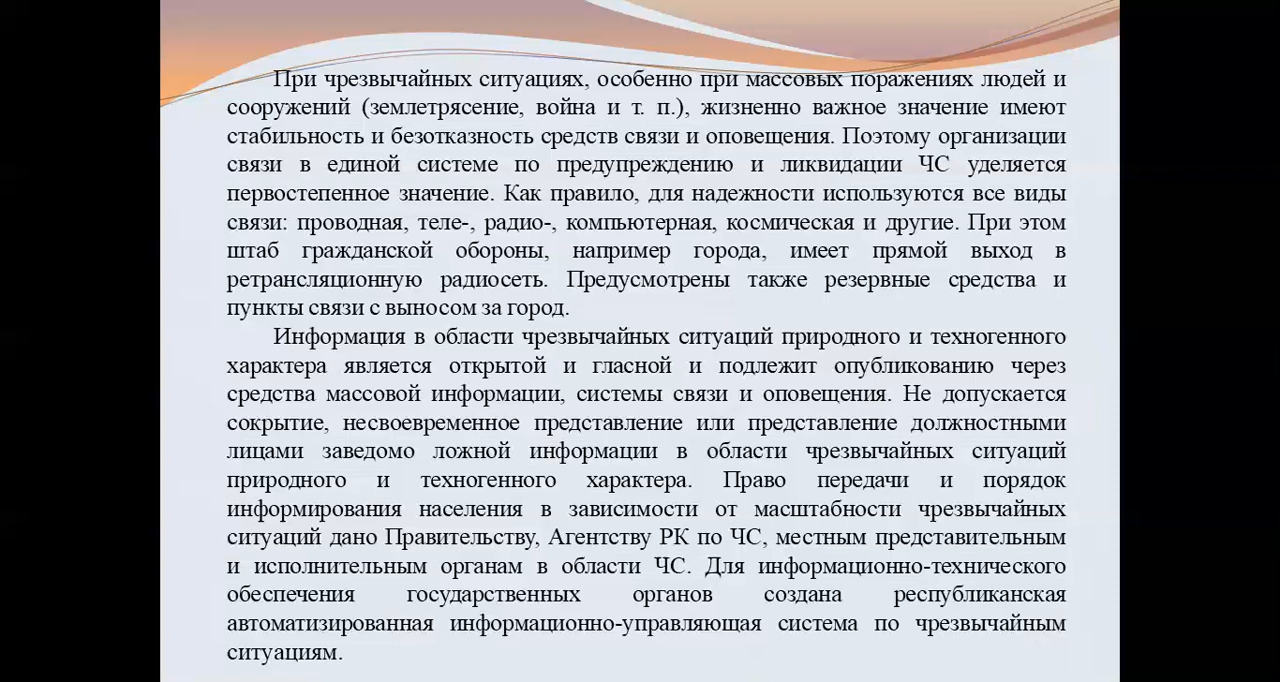 При чрезвычайных ситуациях, особенно при массовых поражениях людей и
сооружений (землетрясение, война и т. п.), жизненно важное значение имеют
стабильность и безотказность средств связи и оповещения. Поэтому организации
связи в единой системе по предупреждению и ликвидации ЧС уделяется
первостепенное значение. Как правило, для надежности используются все виды
связи: проводная, теле-, радио-, компьютерная, космическая и другие. При этом
штаб гражданской обороны, например города, имеет прямой выход в
ретрансляционную радиосеть. Предусмотрены также резервные средства и
пункты связи с выносом за город.
Информация в области чрезвычайных ситуаций природного и техногенного
характера является открытой и гласной и подлежит опубликованию через
средства массовой информации, системы связи и оповещения. Не допускается
сокрытие, несвоевременное представление или представление должностными
лицами заведомо ложной информации в области чрезвычайных ситуаций
природного и техногенного характера. Право передачи и порядок
информирования населения в зависимости от масштабности чрезвычайных
ситуаций дано Правительству, Агентству РК по ЧС, местным представительным
и исполнительным органам в области ЧС. Для информационно-технического
обеспечения государственных органов создана республиканская
автоматизированная информационно-управляющая система по чрезвычайным
ситуациям.